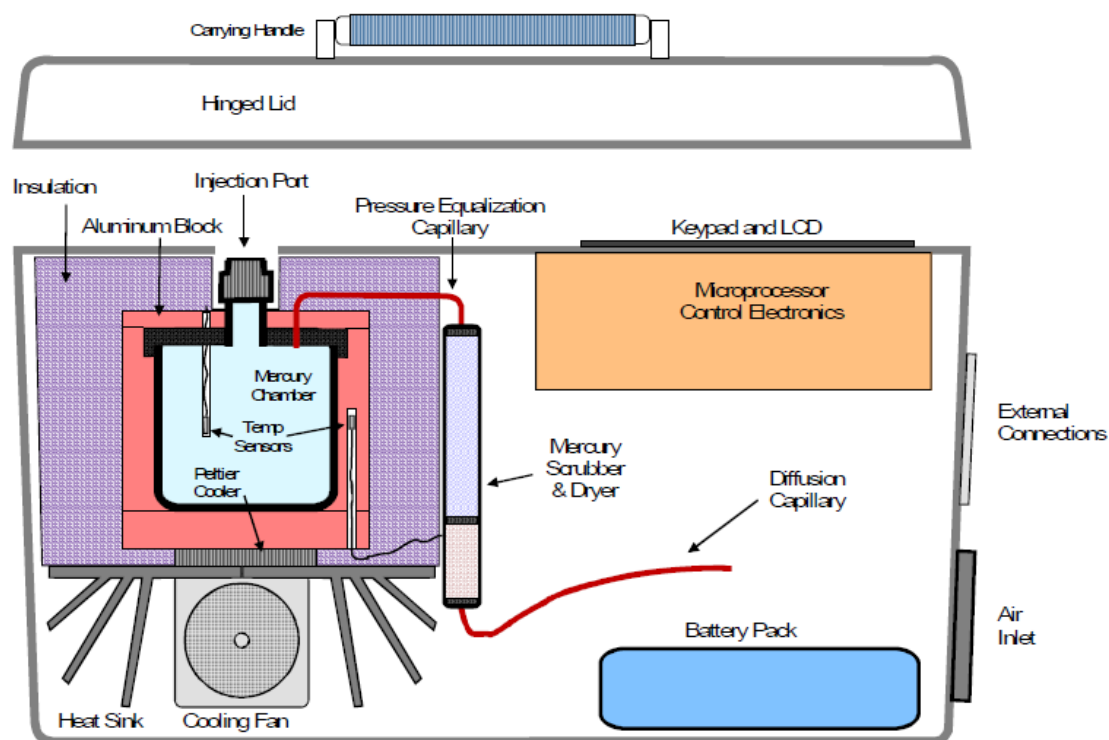 Carrying Handle
Hinged Lid
Insulation
Injection Port
Aluminum Block
Pressure Equalization
Capillary
Keypad and LCD
Microprocessor
Control Electronics
Mercury
Chamber
Temp
Sensors
Peltier
Cooler
Mercury
Scrubber
& Dryer
Diffusion
Capillary
External
Connections
Air
Inlet
Battery Pack
Heat Sink
Cooling Fan